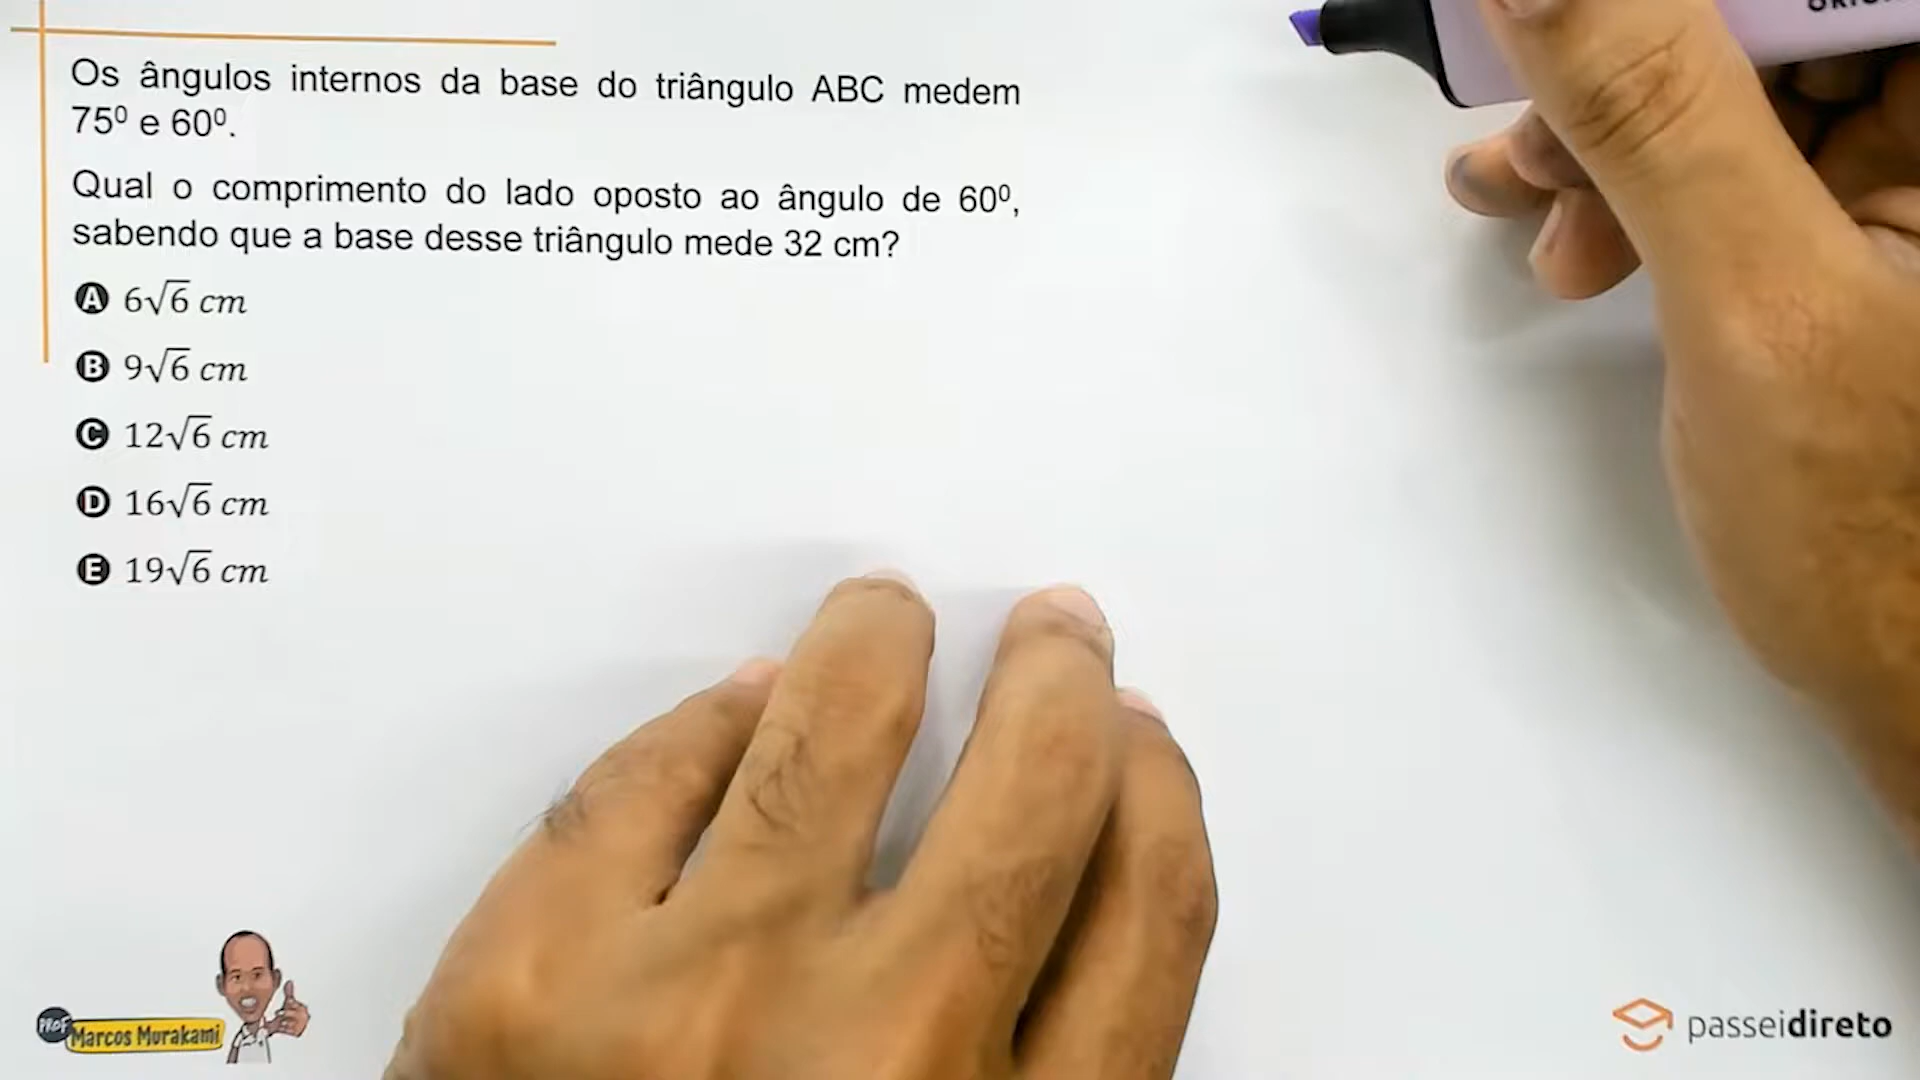 Os ângulos internos da base do triângulo ABC medem
75⁰ e 60⁰.
Qual o comprimento do lado oposto ao ângulo de 60⁰,
sabendo que a base desse triângulo mede 32 cm?
A 6√6 cm
B 9√6 cm
C 12√6 cm
D 16√6 cm
E 19√6 cm
PROF Marcos Murakami
passeidireto